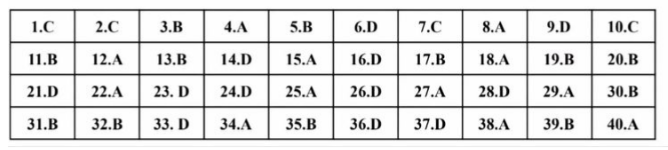 1.C 2.C 3.B 4.A 5.B 6.D 7.C 8.A 9.D 10.C
11.B 12.A 13.B 14.D 15.A 16.D 17.B 18.A 19.B 20.B
21.D 22.A 23. D 24.D 25.A 26.D 27.A 28.D 29.A 30.B
31.B 32.B 33. D 34.A 35.B 36.D 37.D 38.A 39.B 40.A